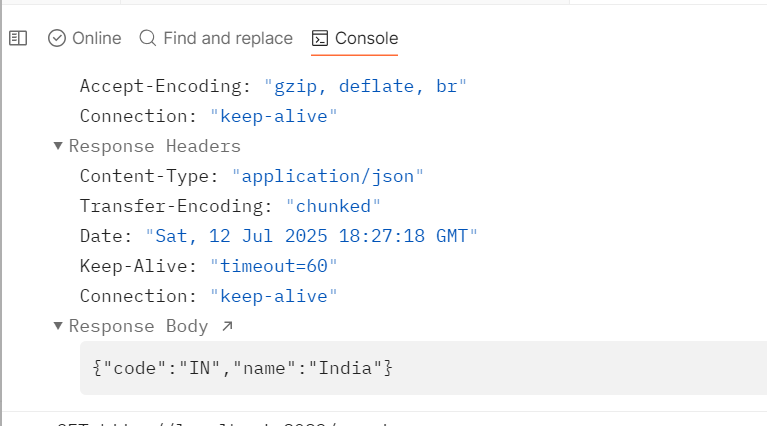 Online Find and replace Console
Accept-Encoding: "gzip, deflate, br"
Connection: "keep-alive"
Response Headers
Content-Type: "application/json"
Transfer-Encoding: "chunked"
Date: "Sat, 12 Jul 2025 18:27:18 GMT"
Keep-Alive: "timeout=60"
Connection: "keep-alive"
Response Body ↗
{"code":"IN","name":"India"}